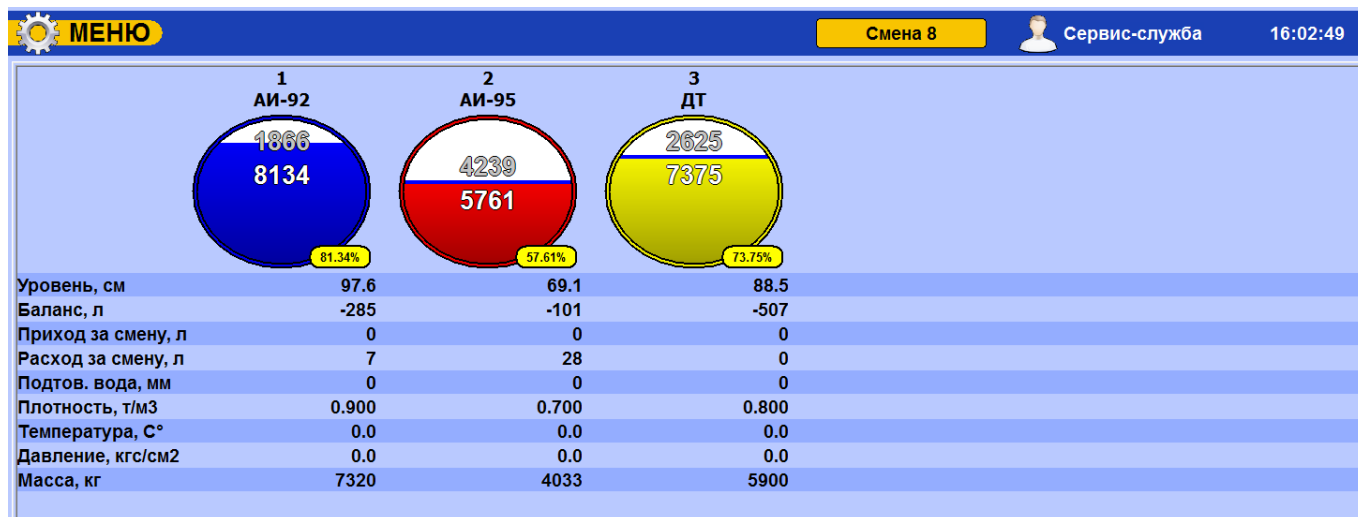 МЕНЮ Смена 8 Сервис-служба 16:02:49
1 2 3
АИ-92 АИ-95 ДТ
1866 4239 2625
8134 5761 7375
81.34% 57.61% 73.75%
Уровень, см 97.6 69.1 88.5
Баланс, л -285 -101 -507
Приход за смену, л 0 0 0
Расход за смену, л 7 28 0
Подтов. вода, мм 0 0 0
Плотность, т/м3 0.900 0.700 0.800
Температура, C° 0.0 0.0 0.0
Давление, кгс/см2 0.0 0.0 0.0
Масса, кг 7320 4033 5900